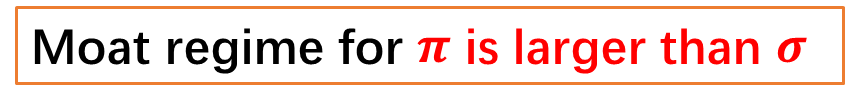 Moat regime for π is larger than σ